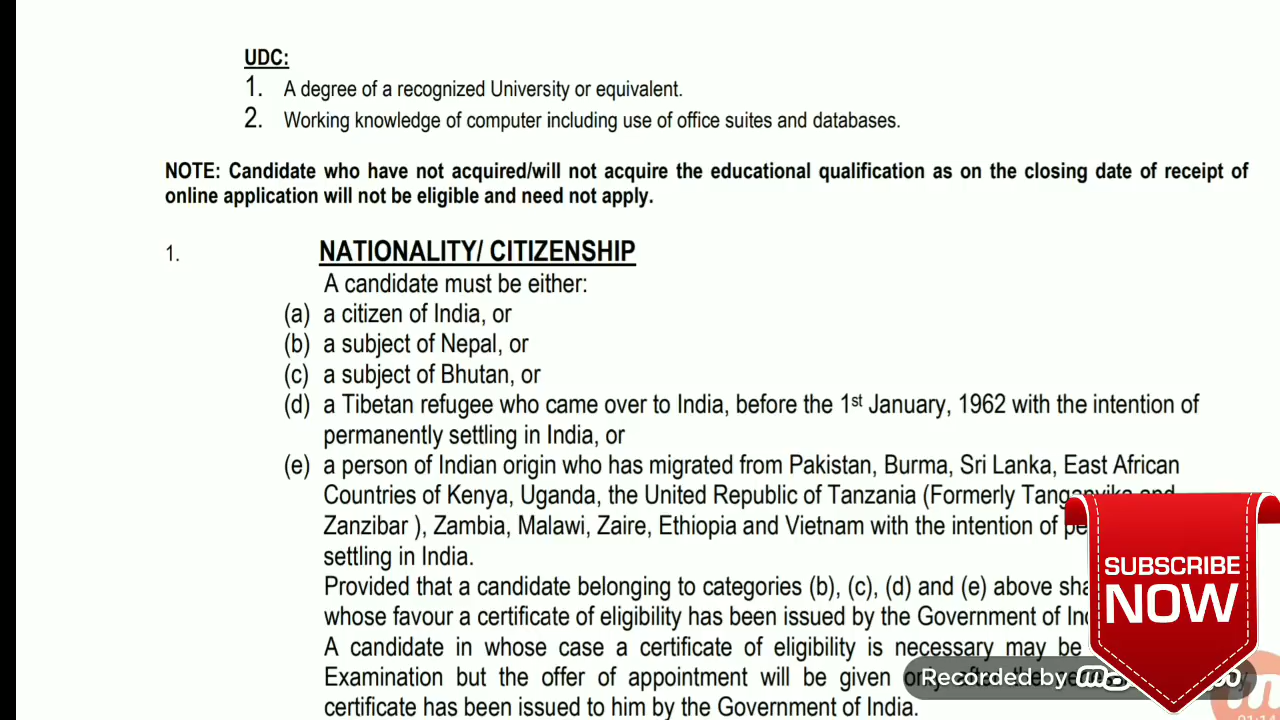 UDC:
1. A degree of a recognized University or equivalent.
2. Working knowledge of computer including use of office suites and databases.
NOTE: Candidate who have not acquired/will not acquire the educational qualification as on the closing date of receipt of
online application will not be eligible and need not apply.
1. NATIONALITY/ CITIZENSHIP
A candidate must be either:
(a) a citizen of India, or
(b) a subject of Nepal, or
(c) a subject of Bhutan, or
(d) a Tibetan refugee who came over to India, before the 1st January, 1962 with the intention of
permanently settling in India, or
(e) a person of Indian origin who has migrated from Pakistan, Burma, Sri Lanka, East African
Countries of Kenya, Uganda, the United Republic of Tanzania (Formerly Tanganyika and
Zanzibar ), Zambia, Malawi, Zaire, Ethiopia and Vietnam with the intention of
settling in India.
Provided that a candidate belonging to categories (b), (c), (d) and (e) above
whose favour a certificate of eligibility has been issued by the Government of
A candidate in whose case a certificate of eligibility is necessary may be
Examination but the offer of appointment will be given only after the
certificate has been issued to him by the Government of India.
SUBSCRIBE
NOW
Recorded by
01:14